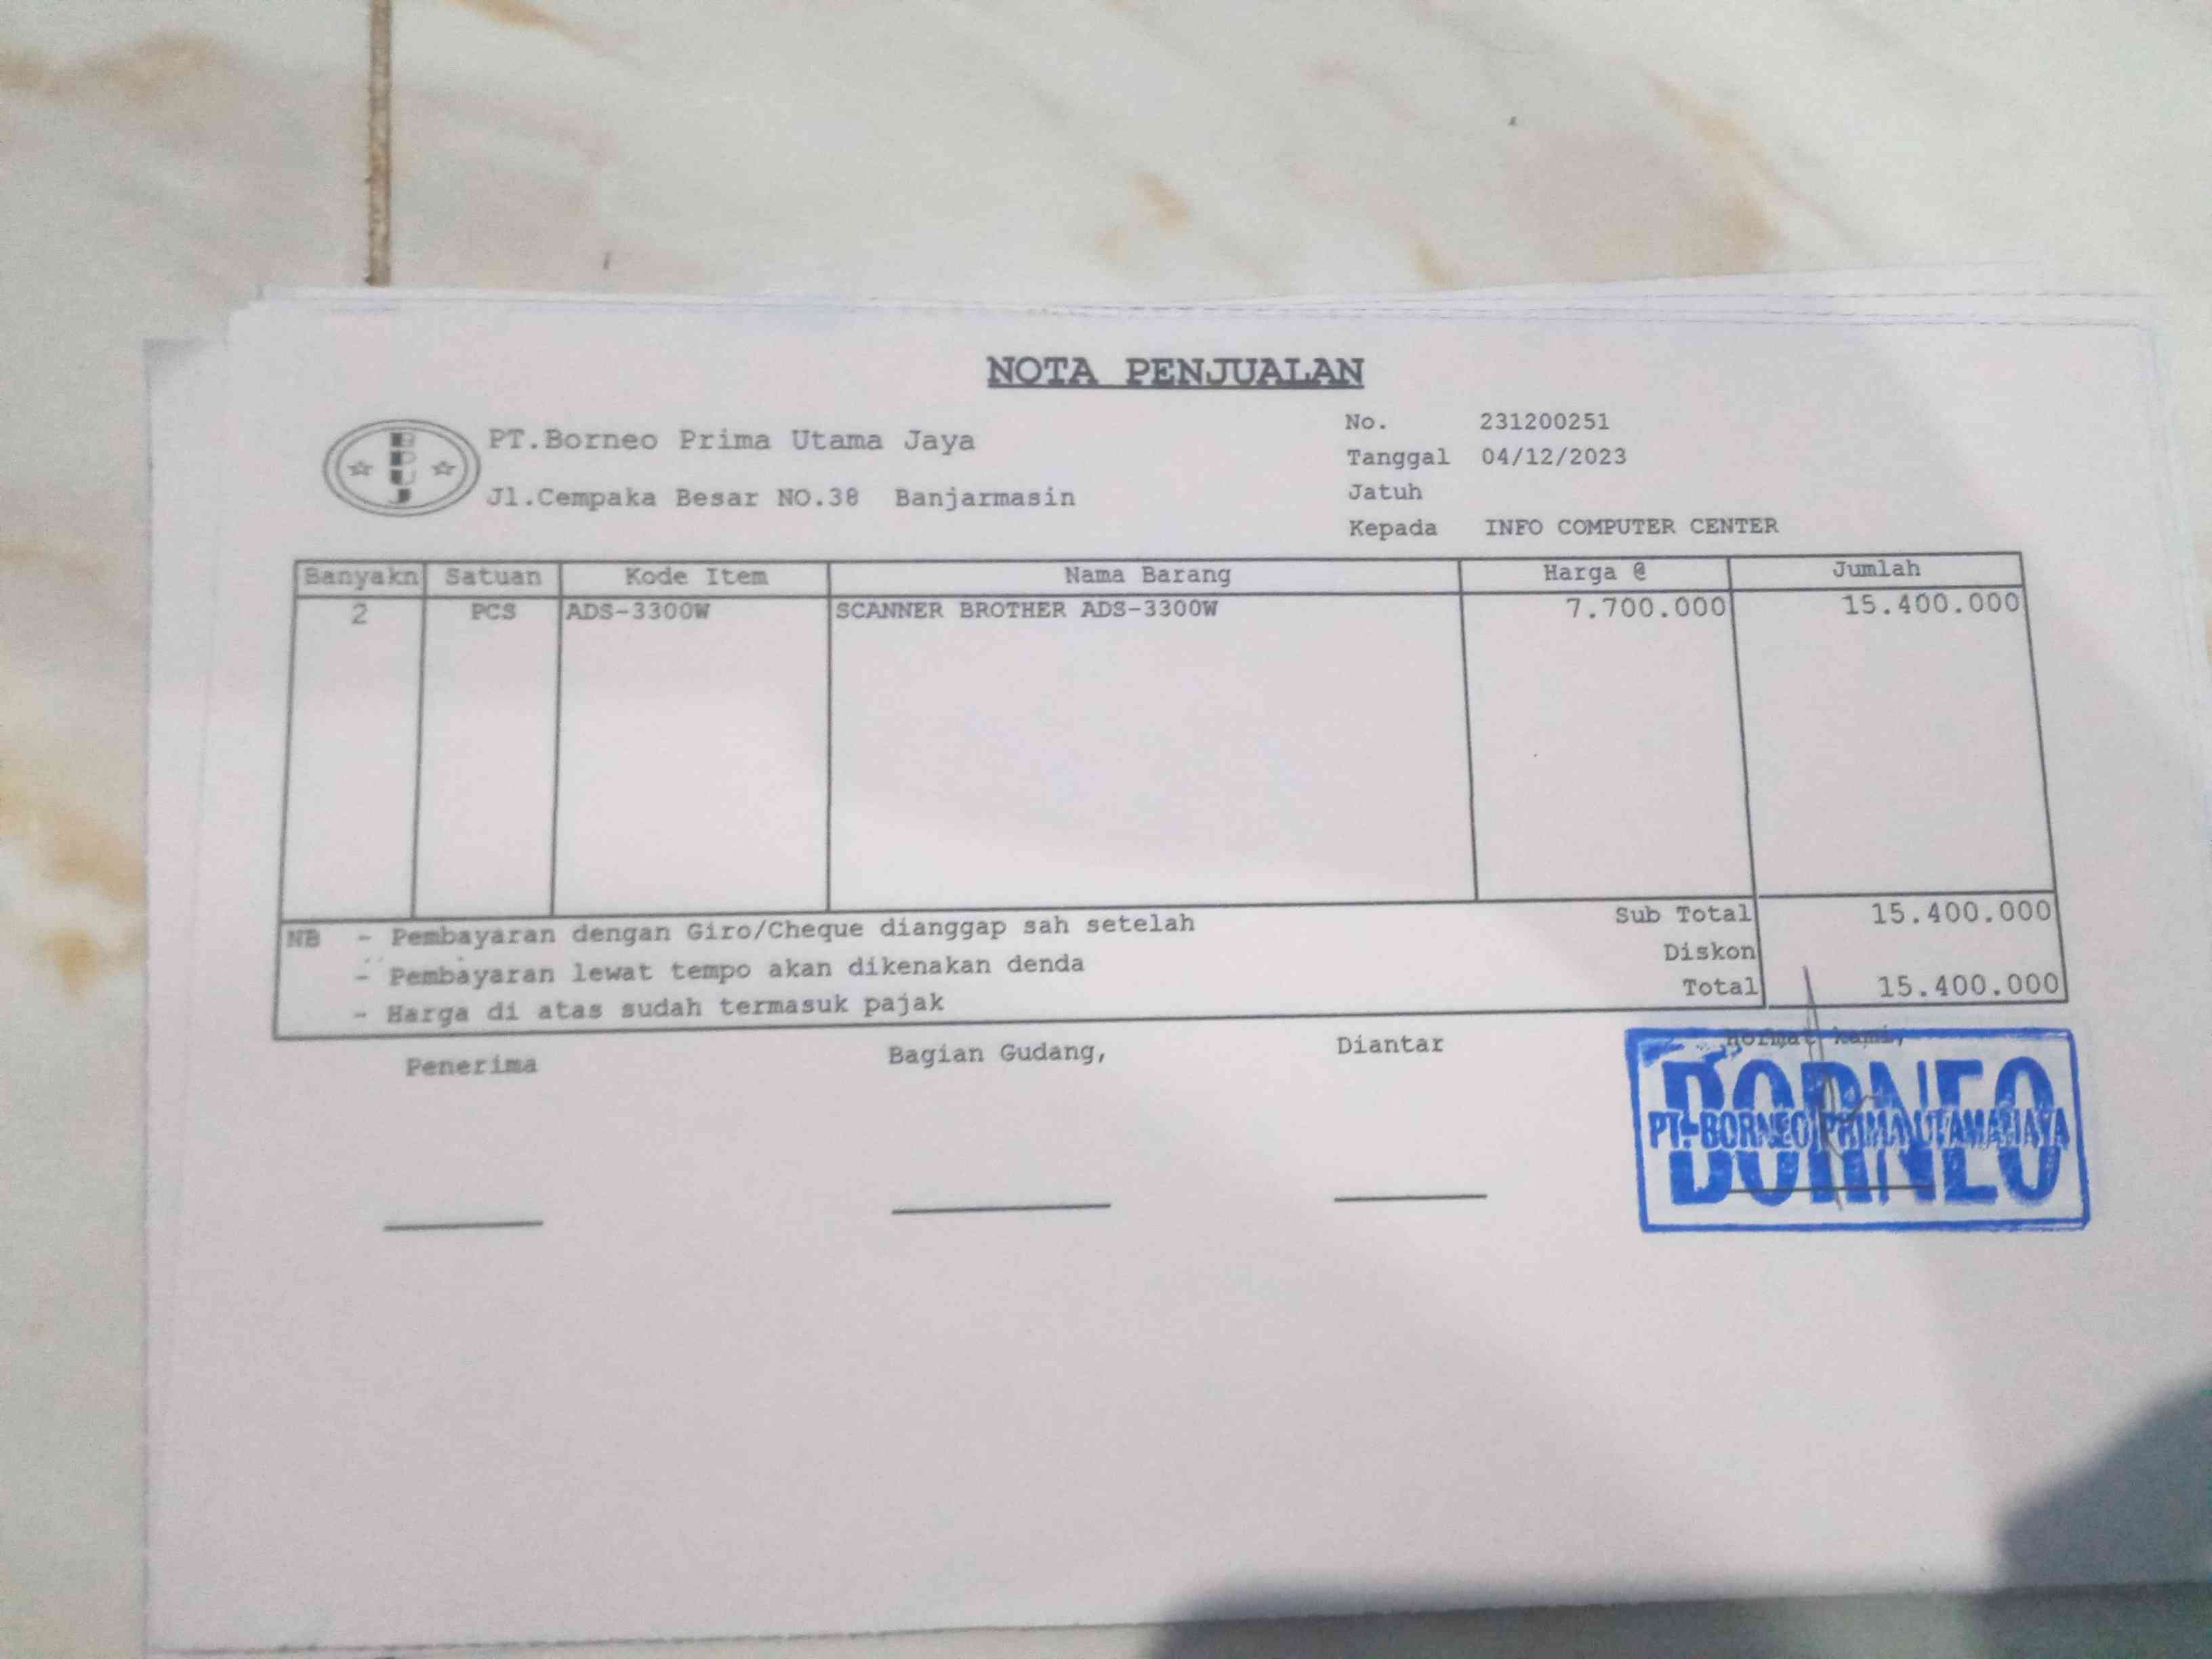 NOTA PENJUALAN
BPUJ
PT.Borneo Prima Utama Jaya
Jl.Cempaka Besar NO.38 Banjarmasin
No. 231200251
Tanggal 04/12/2023
Jatuh
Kepada INFO COMPUTER CENTER
Banyakn Satuan Kode Item Nama Barang Harga @ Jumlah
2 PCS ADS-3300W SCANNER BROTHER ADS-3300W 7.700.000 15.400.000
NB - Pembayaran dengan Giro/Cheque dianggap sah setelah
- Pembayaran lewat tempo akan dikenakan denda
- Harga di atas sudah termasuk pajak
Sub Total 15.400.000
Diskon
Total 15.400.000
Penerima Bagian Gudang, Diantar Hormat kami,
BORNEO
PT. BORNEO PRIMA UTAMA JAYA